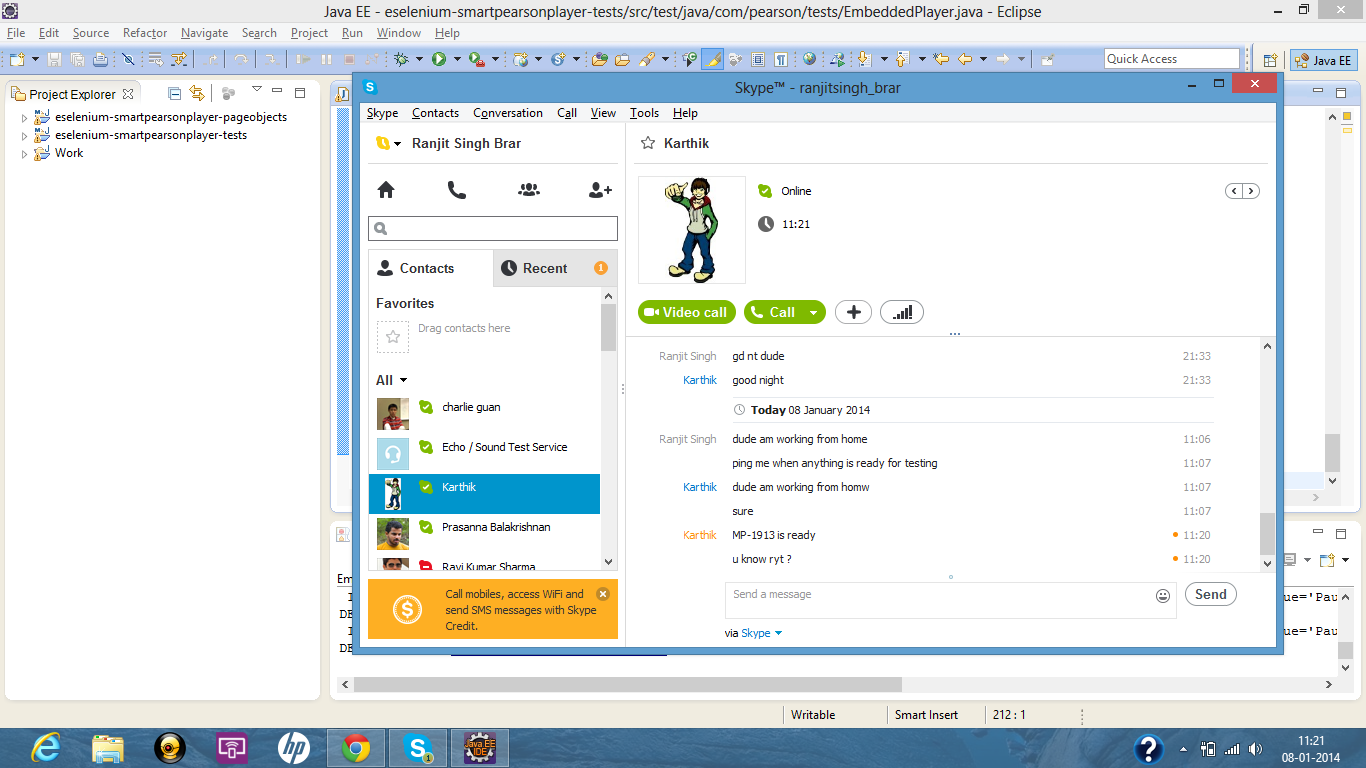 Java EE - eselenium-smartpearsonplayer-tests/src/test/java/com/pearson/tests/EmbeddedPlayer.java - Eclipse
File Edit Source Refactor Navigate Search Project Run Window Help
Quick Access
Java EE
Project Explorer
eselenium-smartpearsonplayer-pageobjects
eselenium-smartpearsonplayer-tests
Work
Skype™ - ranjitsingh_brar
Skype Contacts Conversation Call View Tools Help
Ranjit Singh Brar
Contacts
Recent 1
Favorites
Drag contacts here
All
charlie guan
Echo / Sound Test Service
Karthik
Prasanna Balakrishnan
Ravi Kumar Sharma
Call mobiles, access WiFi and
send SMS messages with Skype
Credit.
Karthik
Online
11:21
Video call
Call
Ranjit Singh gd nt dude 21:33
Karthik good night 21:33
Today 08 January 2014
Ranjit Singh dude am working from home 11:06
ping me when anything is ready for testing 11:07
Karthik dude am working from homw 11:07
sure 11:07
Karthik MP-1913 is ready 11:20
u know ryt ? 11:20
Send a message
Send
via Skype
Em
I ue='Pau
DE
I ue='Pau
DE
Writable Smart Insert 212 : 1
hp
S 1
Java EE
IDE
?
11:21
08-01-2014